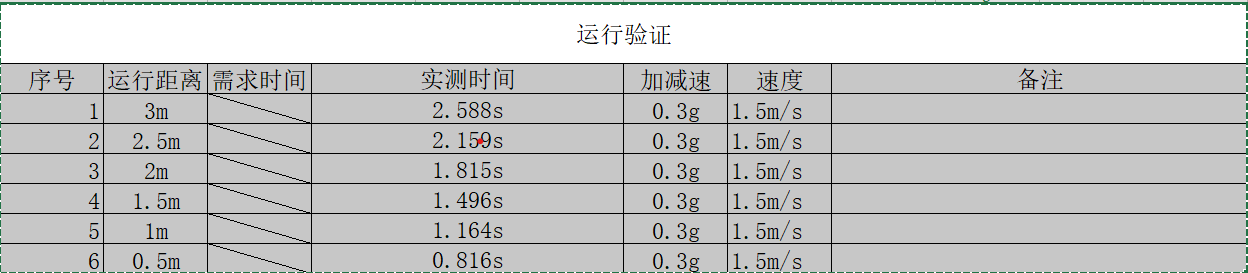 运行验证
序号 运行距离 需求时间 实测时间 加减速 速度 备注
1 3m 2.588s 0.3g 1.5m/s
2 2.5m 2.159s 0.3g 1.5m/s
3 2m 1.815s 0.3g 1.5m/s
4 1.5m 1.496s 0.3g 1.5m/s
5 1m 1.164s 0.3g 1.5m/s
6 0.5m 0.816s 0.3g 1.5m/s